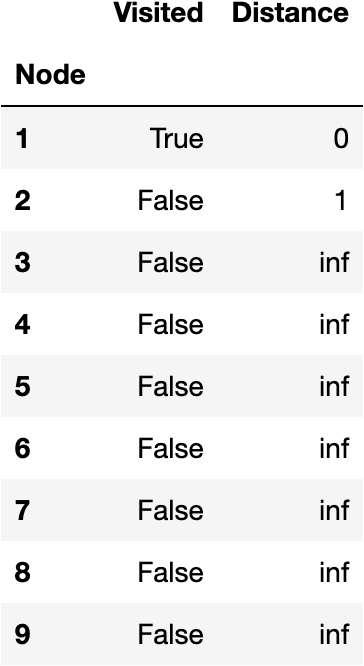 Visited Distance
Node
1 True 0
2 False 1
3 False inf
4 False inf
5 False inf
6 False inf
7 False inf
8 False inf
9 False inf